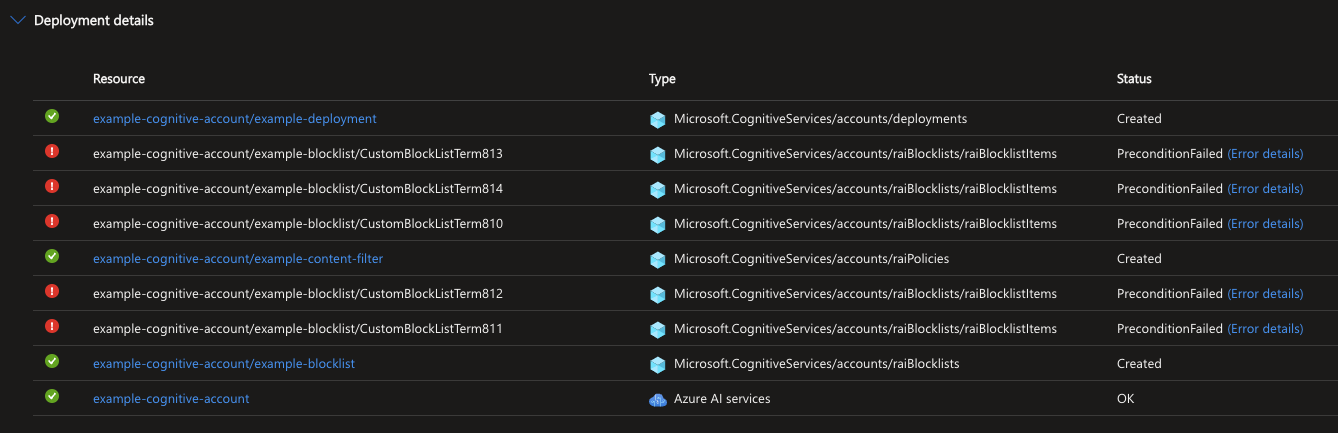 Deployment details
Resource Type Status
example-cognitive-account/example-deployment Microsoft.CognitiveServices/accounts/deployments Created
example-cognitive-account/example-blocklist/CustomBlockListTerm813 Microsoft.CognitiveServices/accounts/raiBlocklists/raiBlocklistItems PreconditionFailed (Error details)
example-cognitive-account/example-blocklist/CustomBlockListTerm814 Microsoft.CognitiveServices/accounts/raiBlocklists/raiBlocklistItems PreconditionFailed (Error details)
example-cognitive-account/example-blocklist/CustomBlockListTerm810 Microsoft.CognitiveServices/accounts/raiBlocklists/raiBlocklistItems PreconditionFailed (Error details)
example-cognitive-account/example-content-filter Microsoft.CognitiveServices/accounts/raiPolicies Created
example-cognitive-account/example-blocklist/CustomBlockListTerm812 Microsoft.CognitiveServices/accounts/raiBlocklists/raiBlocklistItems PreconditionFailed (Error details)
example-cognitive-account/example-blocklist/CustomBlockListTerm811 Microsoft.CognitiveServices/accounts/raiBlocklists/raiBlocklistItems PreconditionFailed (Error details)
example-cognitive-account/example-blocklist Microsoft.CognitiveServices/accounts/raiBlocklists Created
example-cognitive-account Azure AI services OK